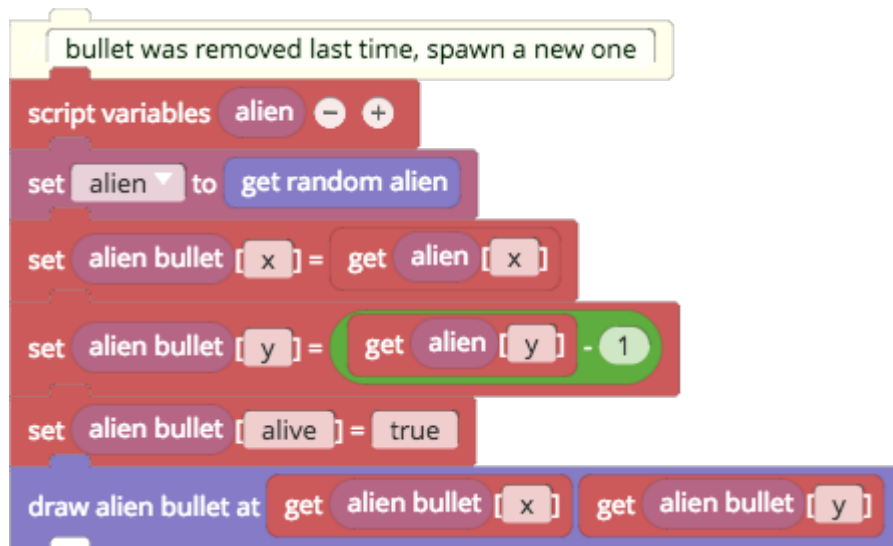 bullet was removed last time, spawn a new one
script variables alien − +
set alien to get random alien
set alien bullet [ x ] = get alien [ x ]
set alien bullet [ y ] = get alien [ y ] - 1
set alien bullet [ alive ] = true
draw alien bullet at get alien bullet [ x ] get alien bullet [ y ]